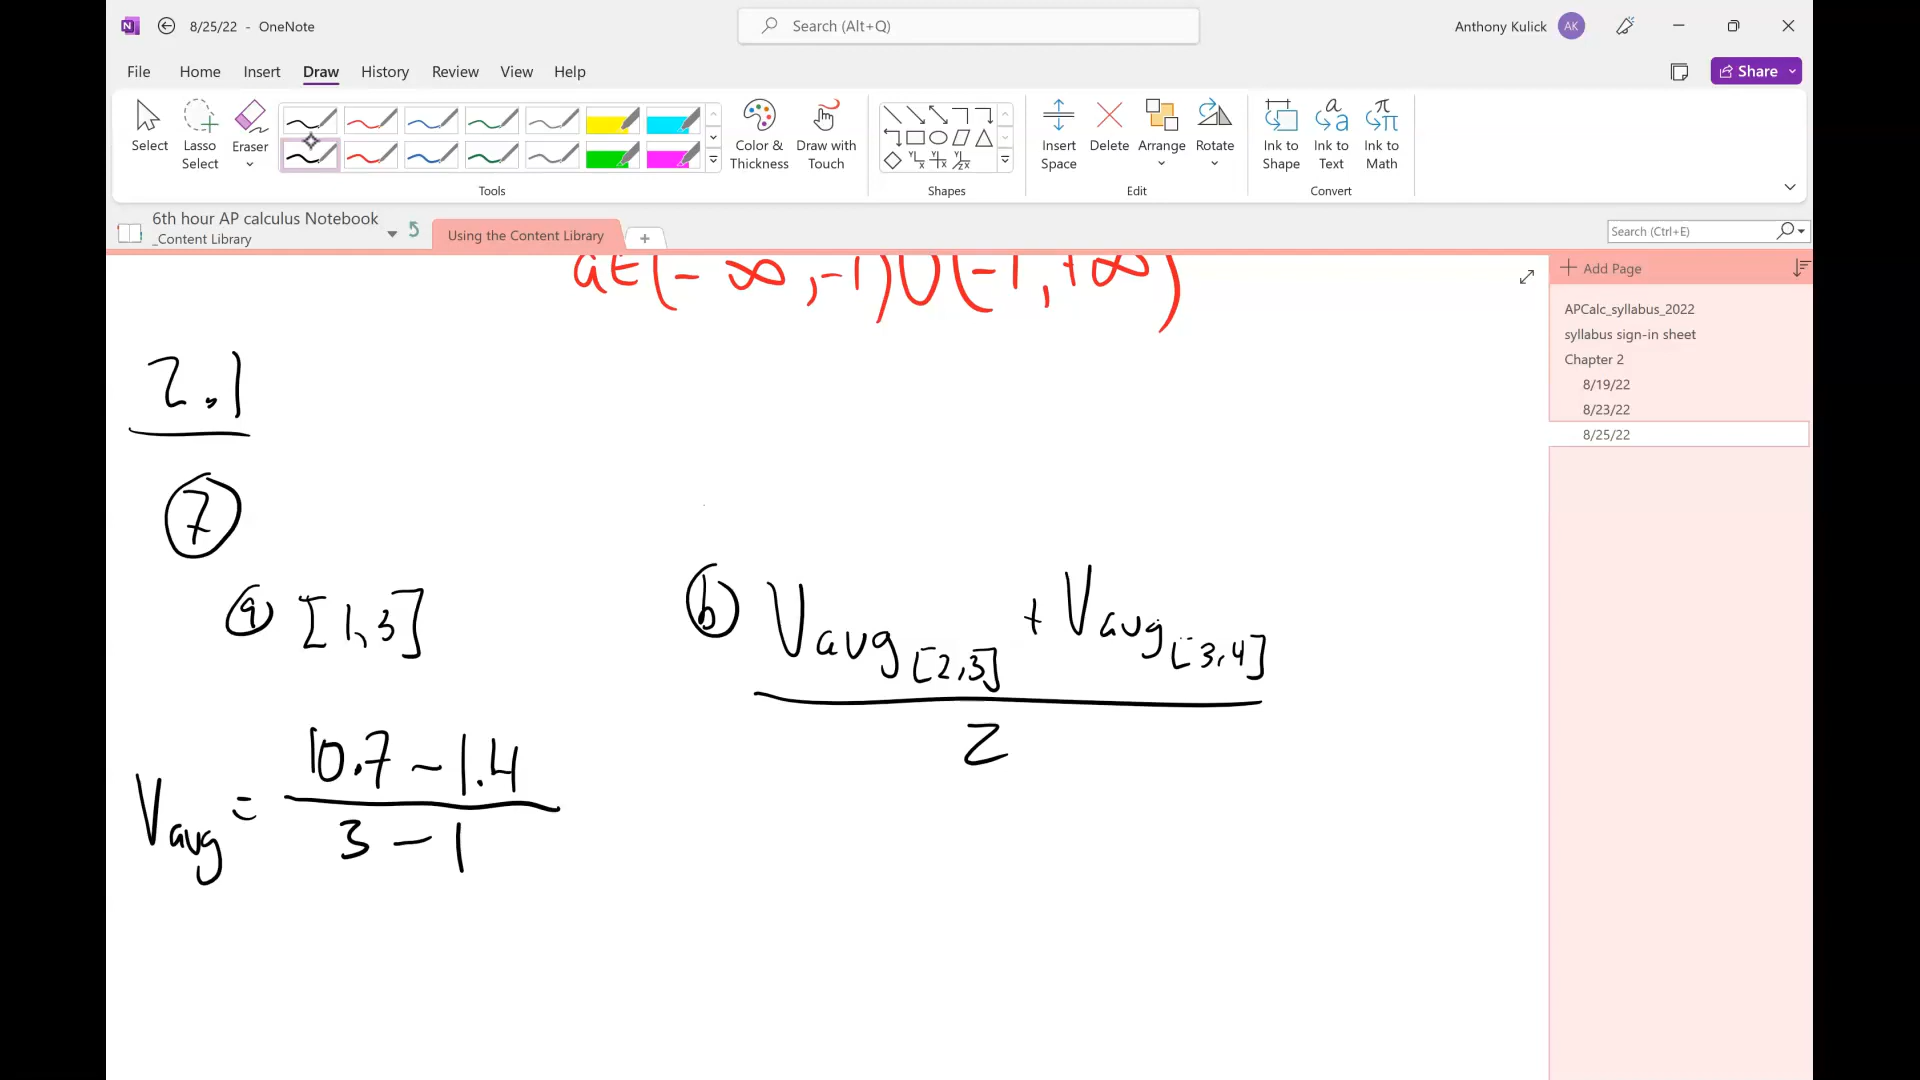 8/25/22 - OneNote
Search (Alt+Q)
Anthony Kulick AK
File Home Insert Draw History Review View Help
Share
Select
Lasso Select
Eraser
Color & Thickness
Draw with Touch
Insert Space
Delete
Arrange
Rotate
Ink to Shape
Ink to Text
Ink to Math
Tools
Shapes
Edit
Convert
6th hour AP calculus Notebook
_Content Library
Using the Content Library
Search (Ctrl+E)
Add Page
APCalc_syllabus_2022
syllabus sign-in sheet
Chapter 2
8/19/22
8/23/22
8/25/22
a∈(-∞,-1)∪(-1,+∞)
2.1
7
a [1,3]
Vavg = 10.7 - 1.4
3 - 1
b Vavg[2,3] + Vavg[3,4]
2